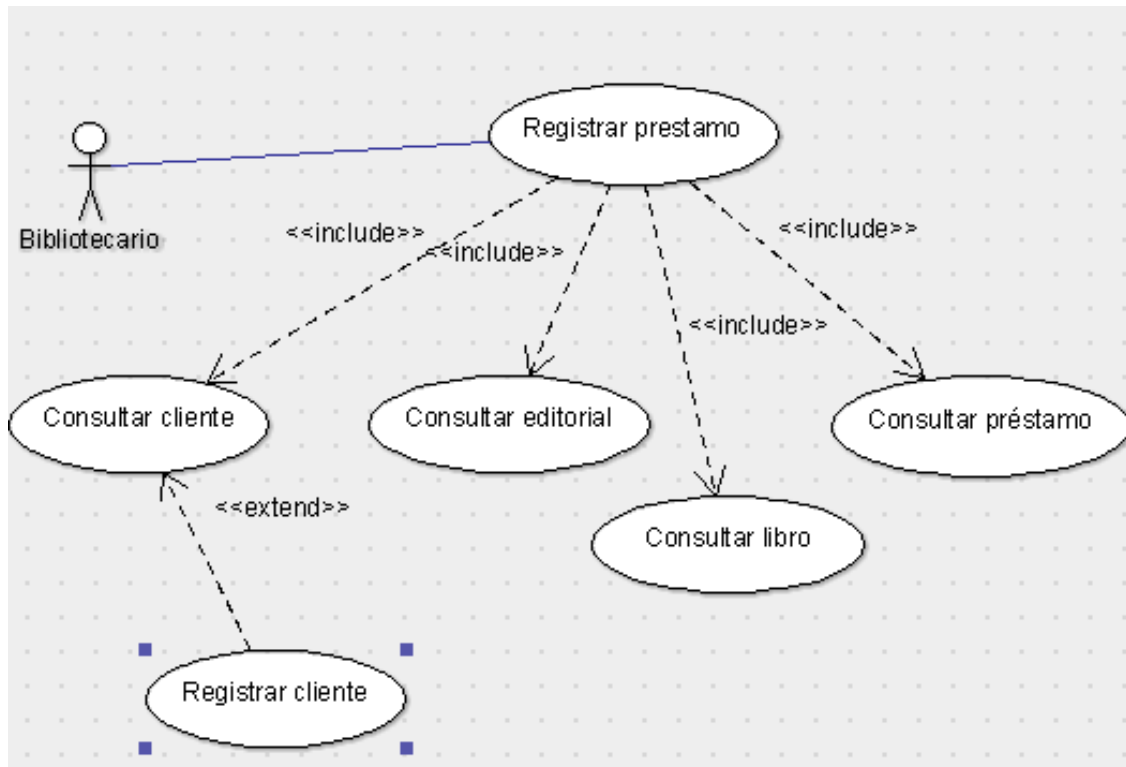 Registrar prestamo
Bibliotecario
<<include>>
<<include>>
<<include>>
<<include>>
Consultar cliente
Consultar editorial
Consultar préstamo
<<extend>>
Consultar libro
Registrar cliente